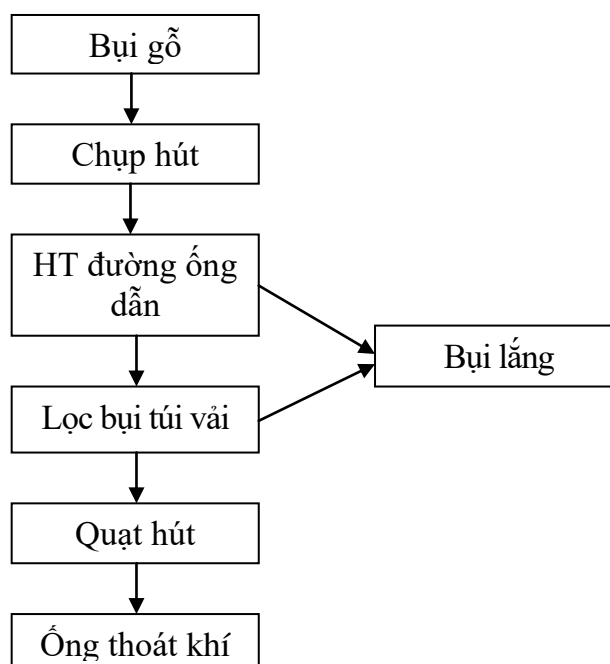 Bụi gỗ
Chụp hút
HT đường ống
dẫn
Bụi lắng
Lọc bụi túi vải
Quạt hút
Ống thoát khí